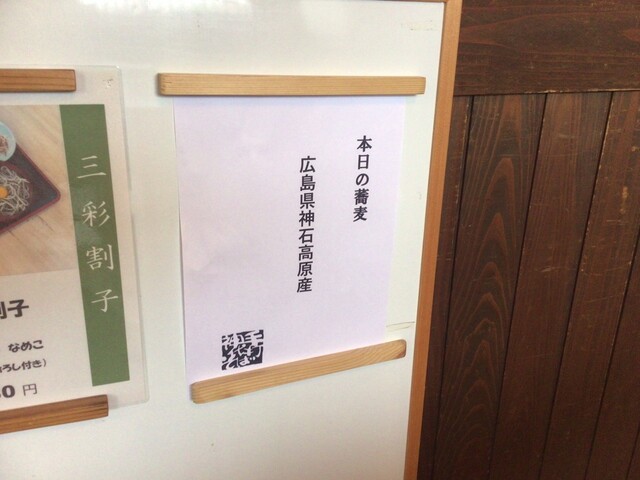 本日の蕎麦
広島県神石高原産
三彩割子
子
なめこ
ろし付き)
0円